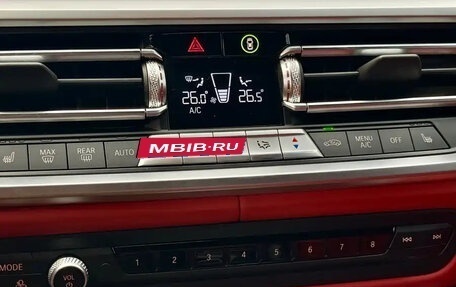 26.0° 26.5°
A/C
MAX REAR AUTO MENU A/C OFF
MBIB-RU
MODE VOL 1 2 3 4 5 6 7 8